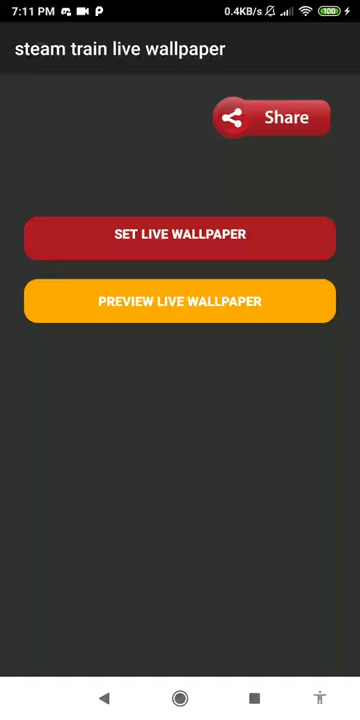 7:11 PM 0.4KB/s 100
steam train live wallpaper
Share
SET LIVE WALLPAPER
PREVIEW LIVE WALLPAPER